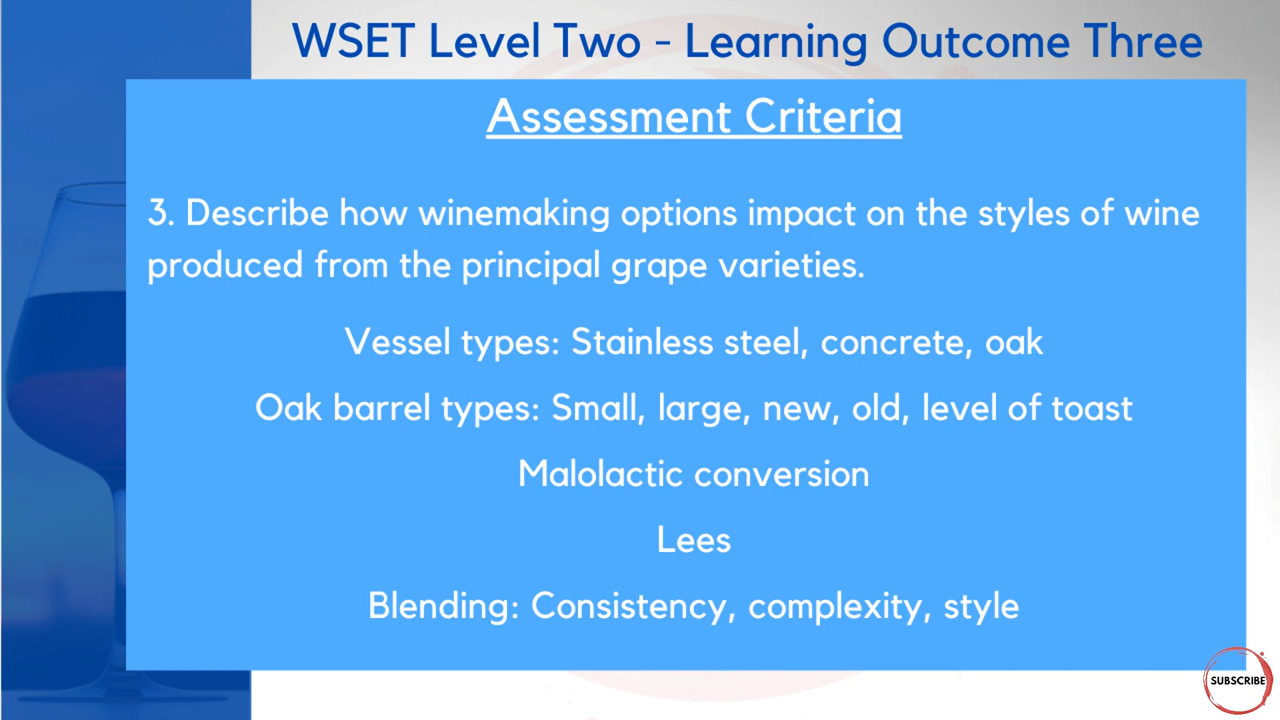 WSET Level Two - Learning Outcome Three
Assessment Criteria
3. Describe how winemaking options impact on the styles of wine
produced from the principal grape varieties.
Vessel types: Stainless steel, concrete, oak
Oak barrel types: Small, large, new, old, level of toast
Malolactic conversion
Lees
Blending: Consistency, complexity, style
SUBSCRIBE